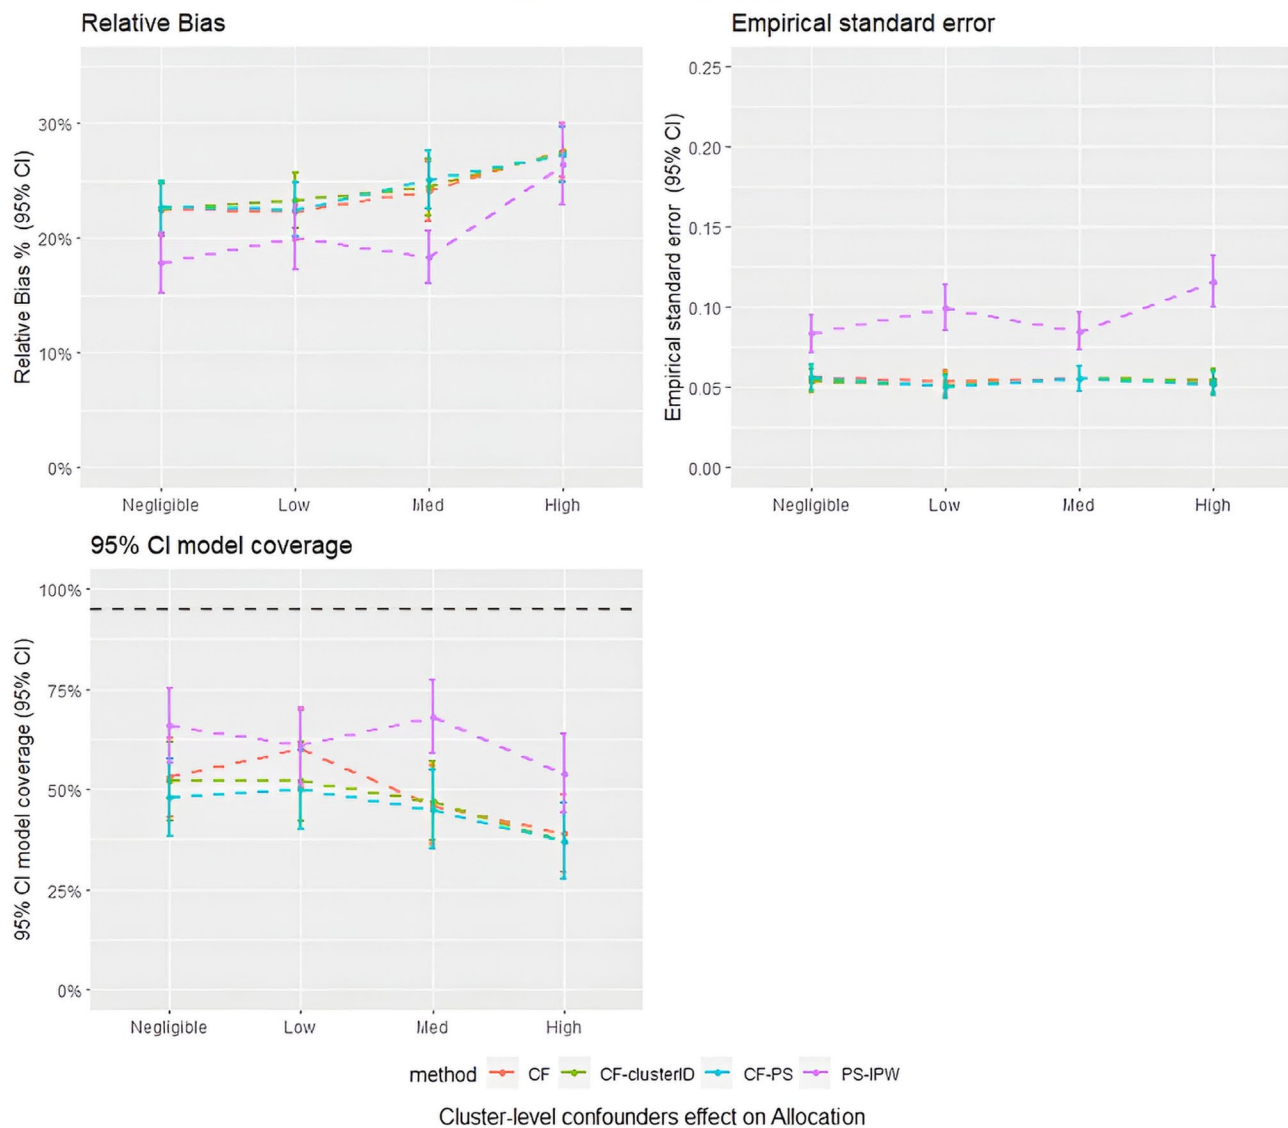 Relative Bias
Relative Bias % (95% CI)
30%
20%
10%
0%
Negligible Low Med High
Empirical standard error
Empirical standard error (95% CI)
0.25
0.20
0.15
0.10
0.05
0.00
Negligible Low Med High
95% CI model coverage
95% CI model coverage (95% CI)
100%
75%
50%
25%
0%
Negligible Low Med High
method CF CF-clusterID CF-PS PS-IPW
Cluster-level confounders effect on Allocation